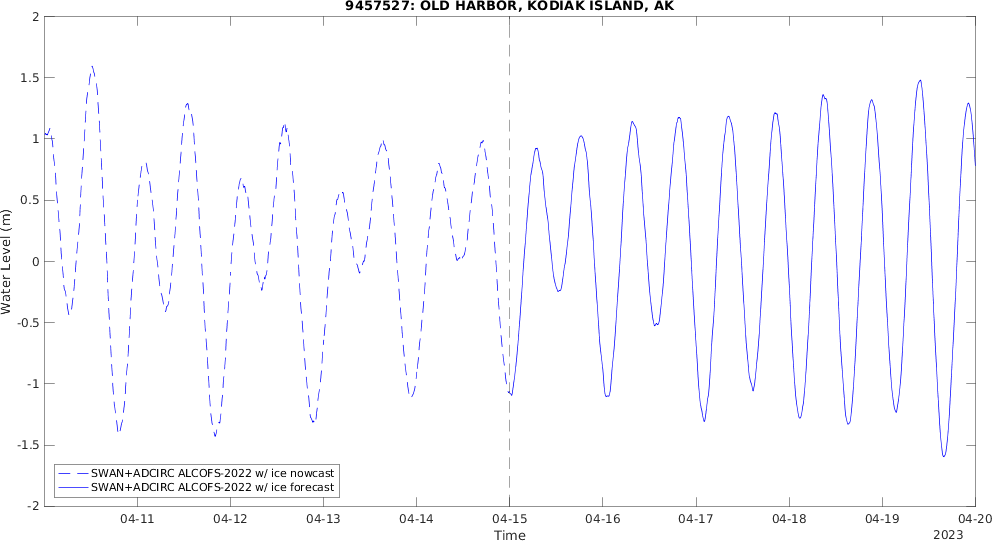 9457527: OLD HARBOR, KODIAK ISLAND, AK
2
1.5
1
0.5
0
-0.5
-1
-1.5
-2
Water Level (m)
SWAN+ADCIRC ALCOFS-2022 w/ ice nowcast
SWAN+ADCIRC ALCOFS-2022 w/ ice forecast
04-11 04-12 04-13 04-14 04-15 04-16 04-17 04-18 04-19 04-20
Time
2023